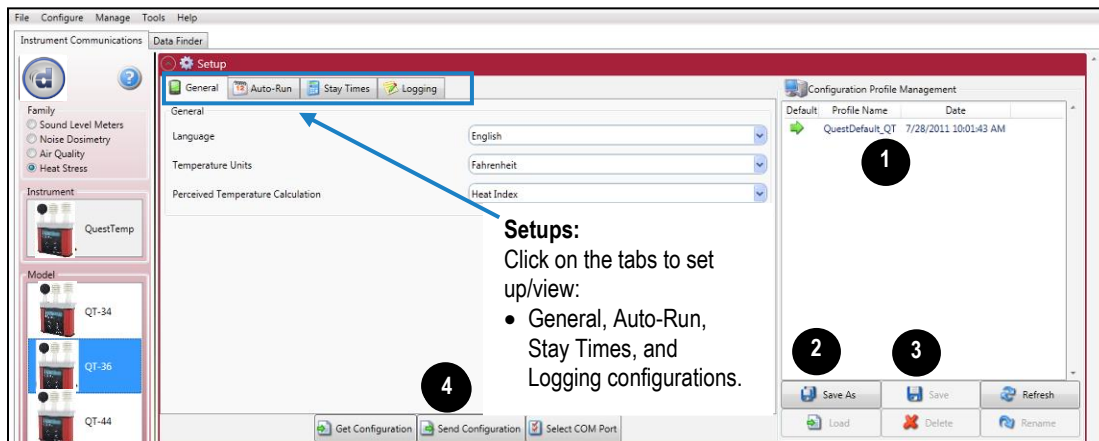 File Configure Manage Tools Help
Instrument Communications Data Finder
Setup
General Auto-Run Stay Times Logging
Family
Sound Level Meters
Noise Dosimetry
Air Quality
Heat Stress
Instrument
QuestTemp
Model
QT-34
QT-36
QT-44
General
Language English
Temperature Units Fahrenheit
Perceived Temperature Calculation Heat Index
Setups:
Click on the tabs to set
up/view:
• General, Auto-Run,
Stay Times, and
Logging configurations.
4
Get Configuration Send Configuration Select COM Port
Configuration Profile Management
Default Profile Name Date
QuestDefault_QT 7/28/2011 10:01:43 AM
1
2 3
Save As Save Refresh
Load Delete Rename